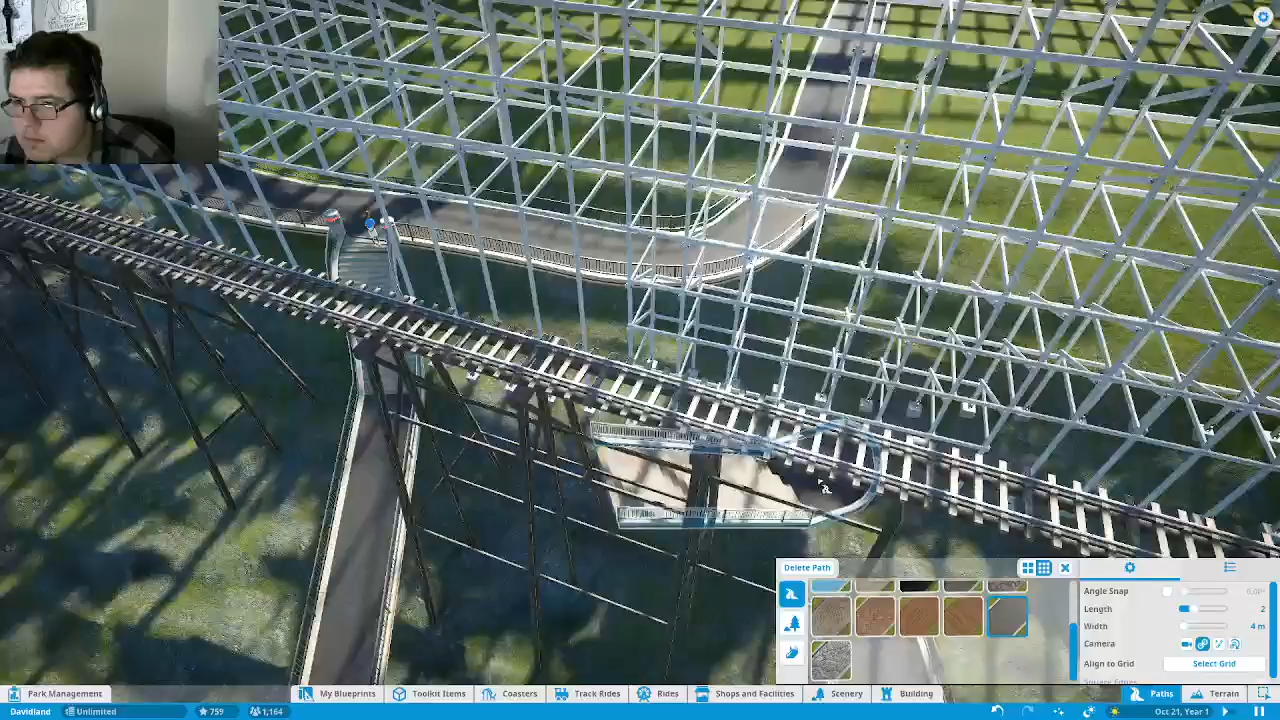 Delete Path
Angle Snap
Length 2
Width 4 m
Camera
Align to Grid Select Grid
Park Management My Blueprints Custom Kit Items Coasters Track Rides Rides Shops and Facilities Scenery Building Paths Terrain
Davidland Unlimited 759 1,164 Oct 21, Year 1